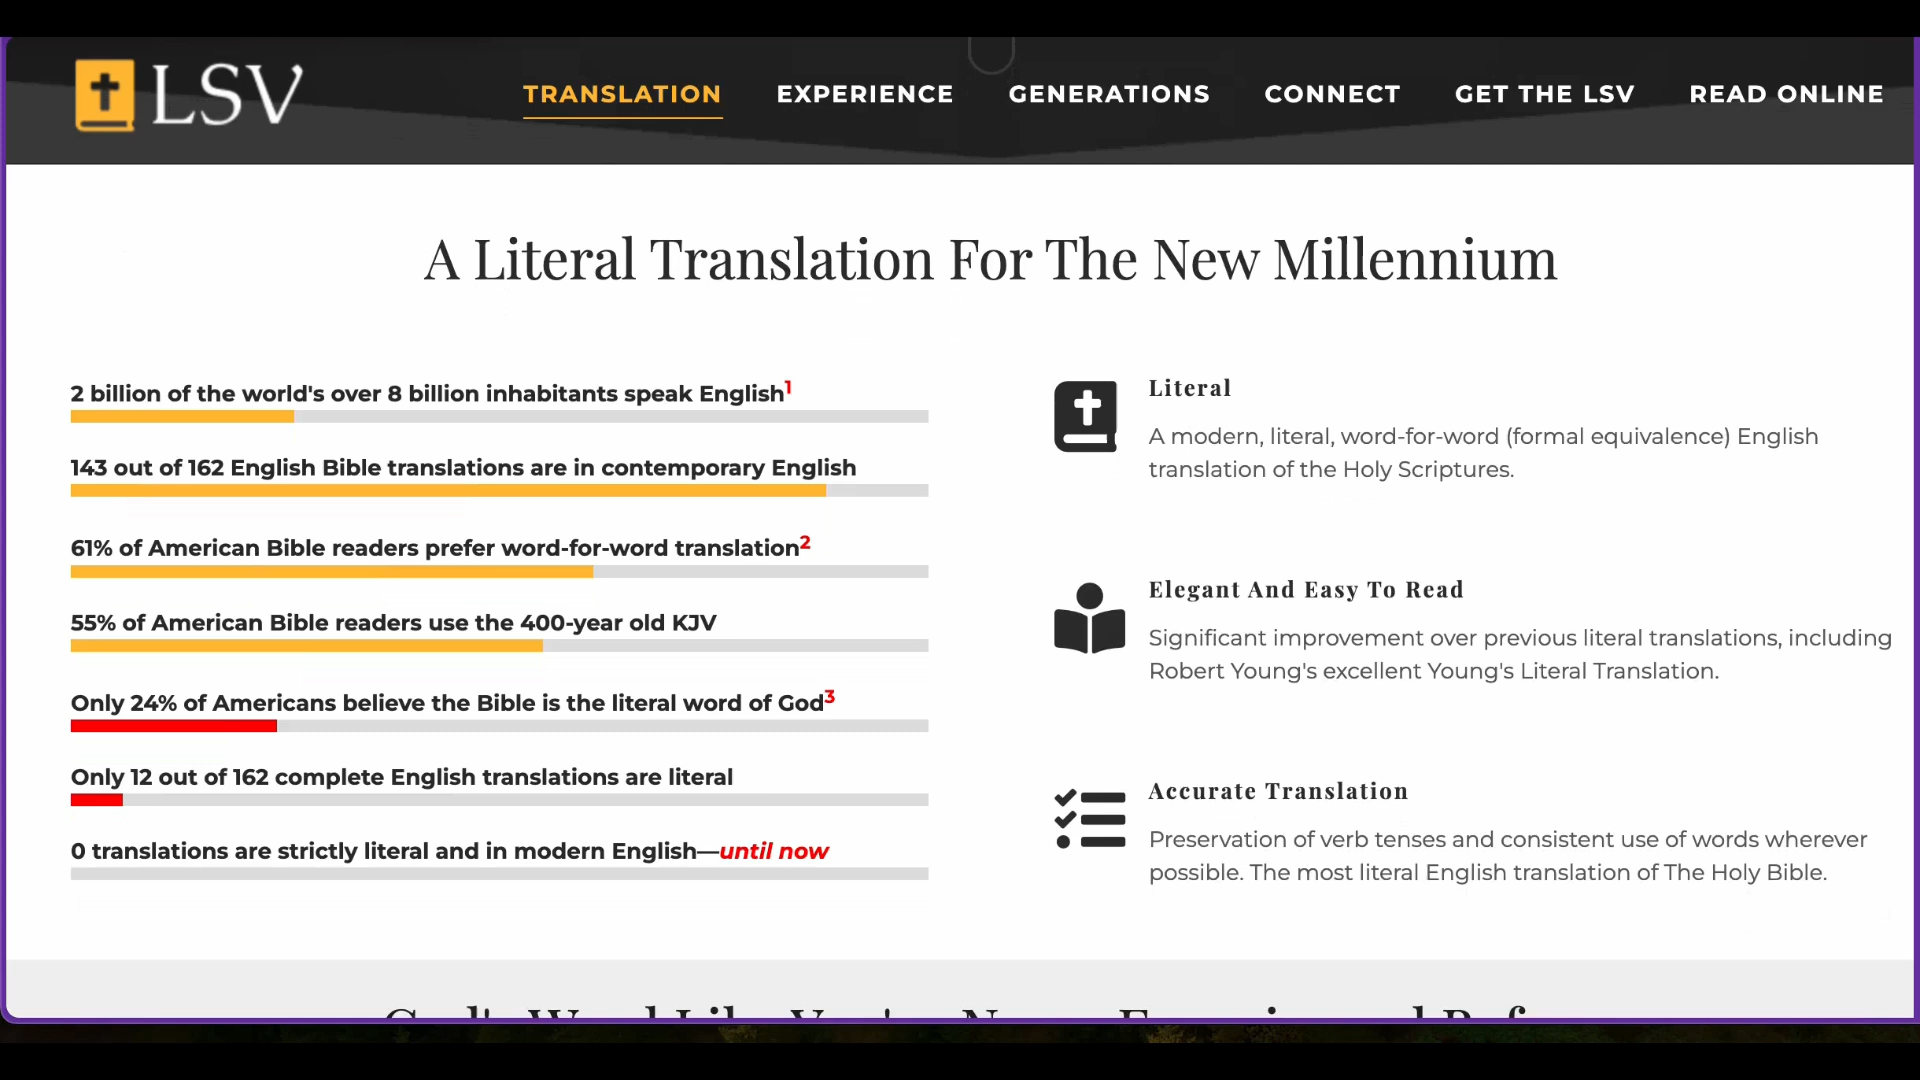 LSV
TRANSLATION
EXPERIENCE
GENERATIONS
CONNECT
GET THE LSV
READ ONLINE
A Literal Translation For The New Millennium
2 billion of the world's over 8 billion inhabitants speak English1
143 out of 162 English Bible translations are in contemporary English
61% of American Bible readers prefer word-for-word translation2
55% of American Bible readers use the 400-year old KJV
Only 24% of Americans believe the Bible is the literal word of God3
Only 12 out of 162 complete English translations are literal
0 translations are strictly literal and in modern English—until now
Literal
A modern, literal, word-for-word (formal equivalence) English
translation of the Holy Scriptures.
Elegant And Easy To Read
Significant improvement over previous literal translations, including
Robert Young's excellent Young's Literal Translation.
Accurate Translation
Preservation of verb tenses and consistent use of words wherever
possible. The most literal English translation of The Holy Bible.